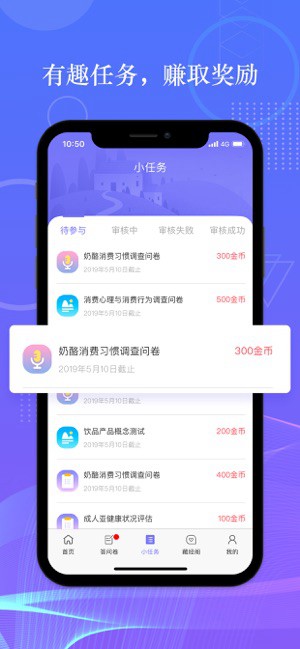 有趣任务，赚取奖励
10:50
4G
小任务
待参与
审核中
审核失败
审核成功
奶酪消费习惯调查问卷
300金币
2019年5月10日截止
消费心理与消费行为调查问卷
500金币
2019年5月10日截止
奶酪消费习惯调查问卷
300金币
2019年5月10日截止
2019年5月10日截止
饮品产品概念测试
200金币
2019年5月10日截止
奶酪消费习惯调查问卷
400金币
2019年5月10日截止
成人亚健康状况评估
100金币
首页
答问卷
小任务
我的